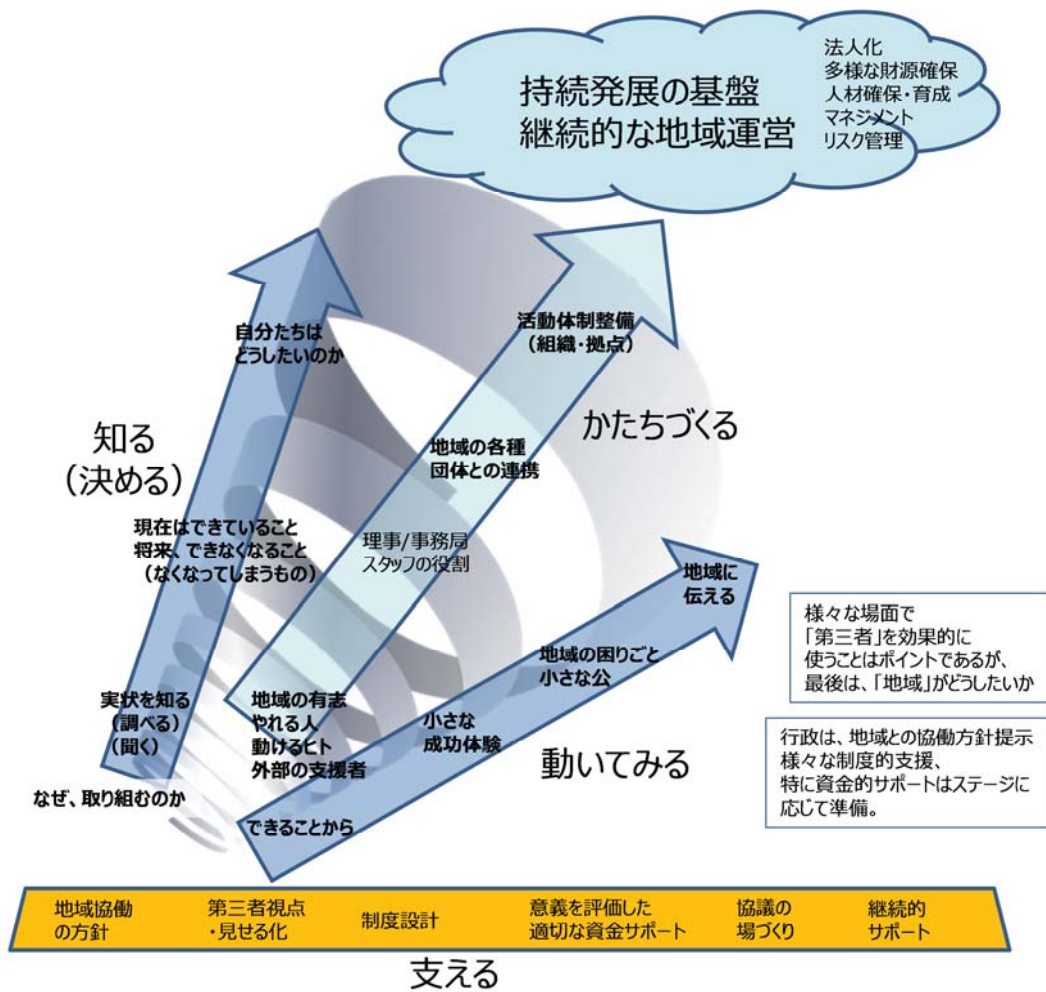 持続発展の基盤
継続的な地域運営
法人化
多様な財源確保
人材確保・育成
マネジメント
リスク管理
自分たちは
どうしたいのか
活動体制整備
（組織・拠点）
知る
（決める）
かたちづくる
地域の各種
団体との連携
現在はできていること
将来、できなくなること
（なくなってしまうもの）
理事/事務局
スタッフの役割
地域に
伝える
様々な場面で
「第三者」を効果的に
使うことはポイントであるが、
最後は、「地域」がどうしたいか
地域の困りごと
小さな公
実状を知る
（調べる）
（聞く）
地域の有志
やれる人
動けるヒト
外部の支援者
小さな
成功体験
動いてみる
行政は、地域との協働方針提示
様々な制度的支援、
特に資金的サポートはステージに
応じて準備。
なぜ、取り組むのか
できることから
地域協働
の方針
第三者視点
・見せる化
制度設計
意義を評価した
適切な資金サポート
協議の
場づくり
継続的
サポート
支える